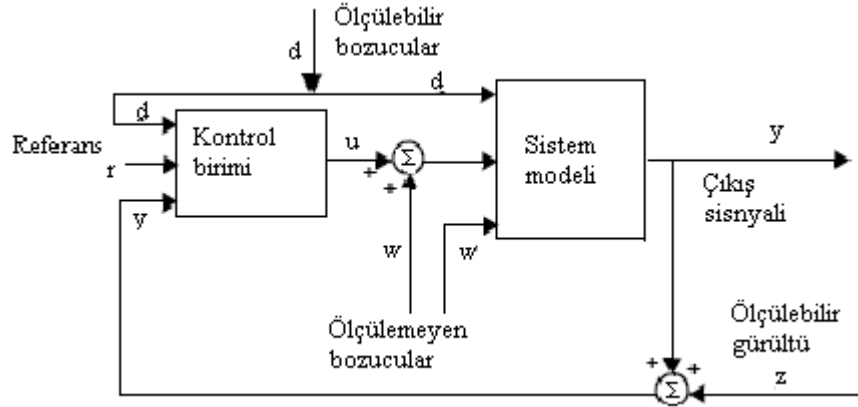 Ölçülebilir
bozucular
d
d
d
Referans
r
y
Kontrol
birimi
u
Σ
+
+
Sistem
modeli
y
Çıkış
sisnyali
w
w
Ölçülemeyen
bozucular
Ölçülebilir
gürültü
z
+
+
Σ